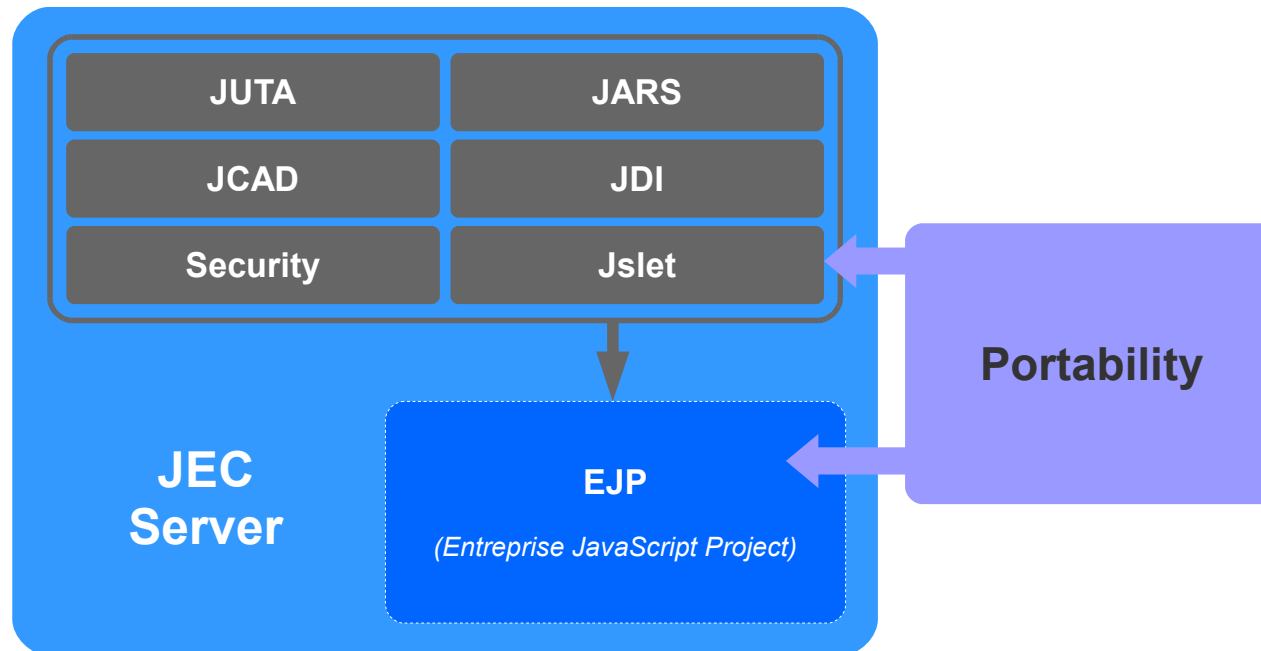 JUTA
JARS
JCAD
JDI
Security
Jslet
Portability
JEC
Server
EJP
(Entreprise JavaScript Project)